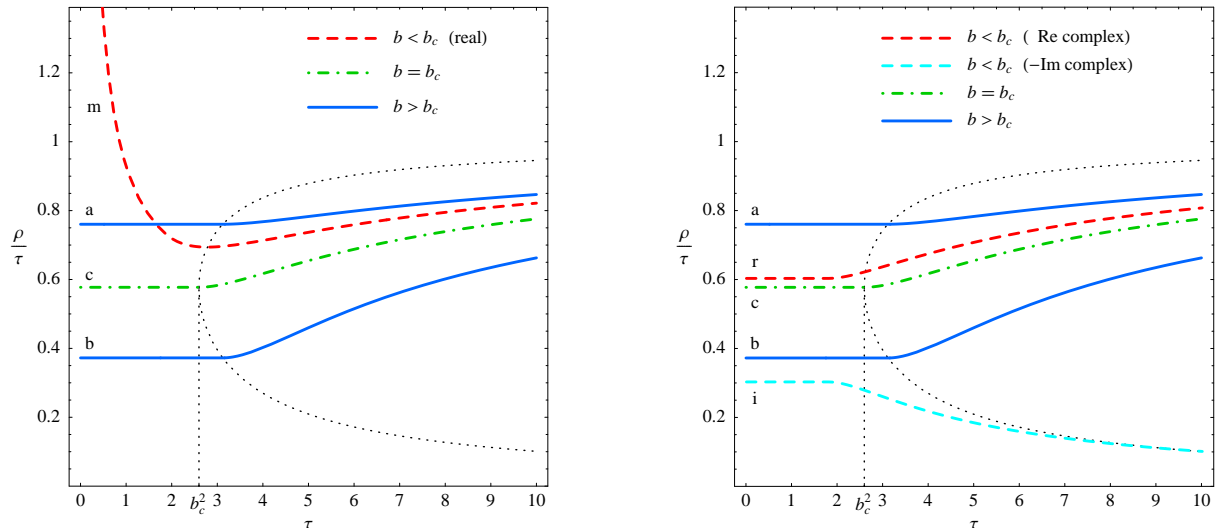 b < b_c (real)
b = b_c
b > b_c
1.2
1
0.8
0.6
0.4
0.2
ρ/τ
m
a
c
b
0 1 2 b_c^2 3 4 5 6 7 8 9 10
τ
b < b_c ( Re complex)
b < b_c (−Im complex)
b = b_c
b > b_c
1.2
1
0.8
0.6
0.4
0.2
ρ/τ
a
r
c
b
i
0 1 2 b_c^2 3 4 5 6 7 8 9 10
τ